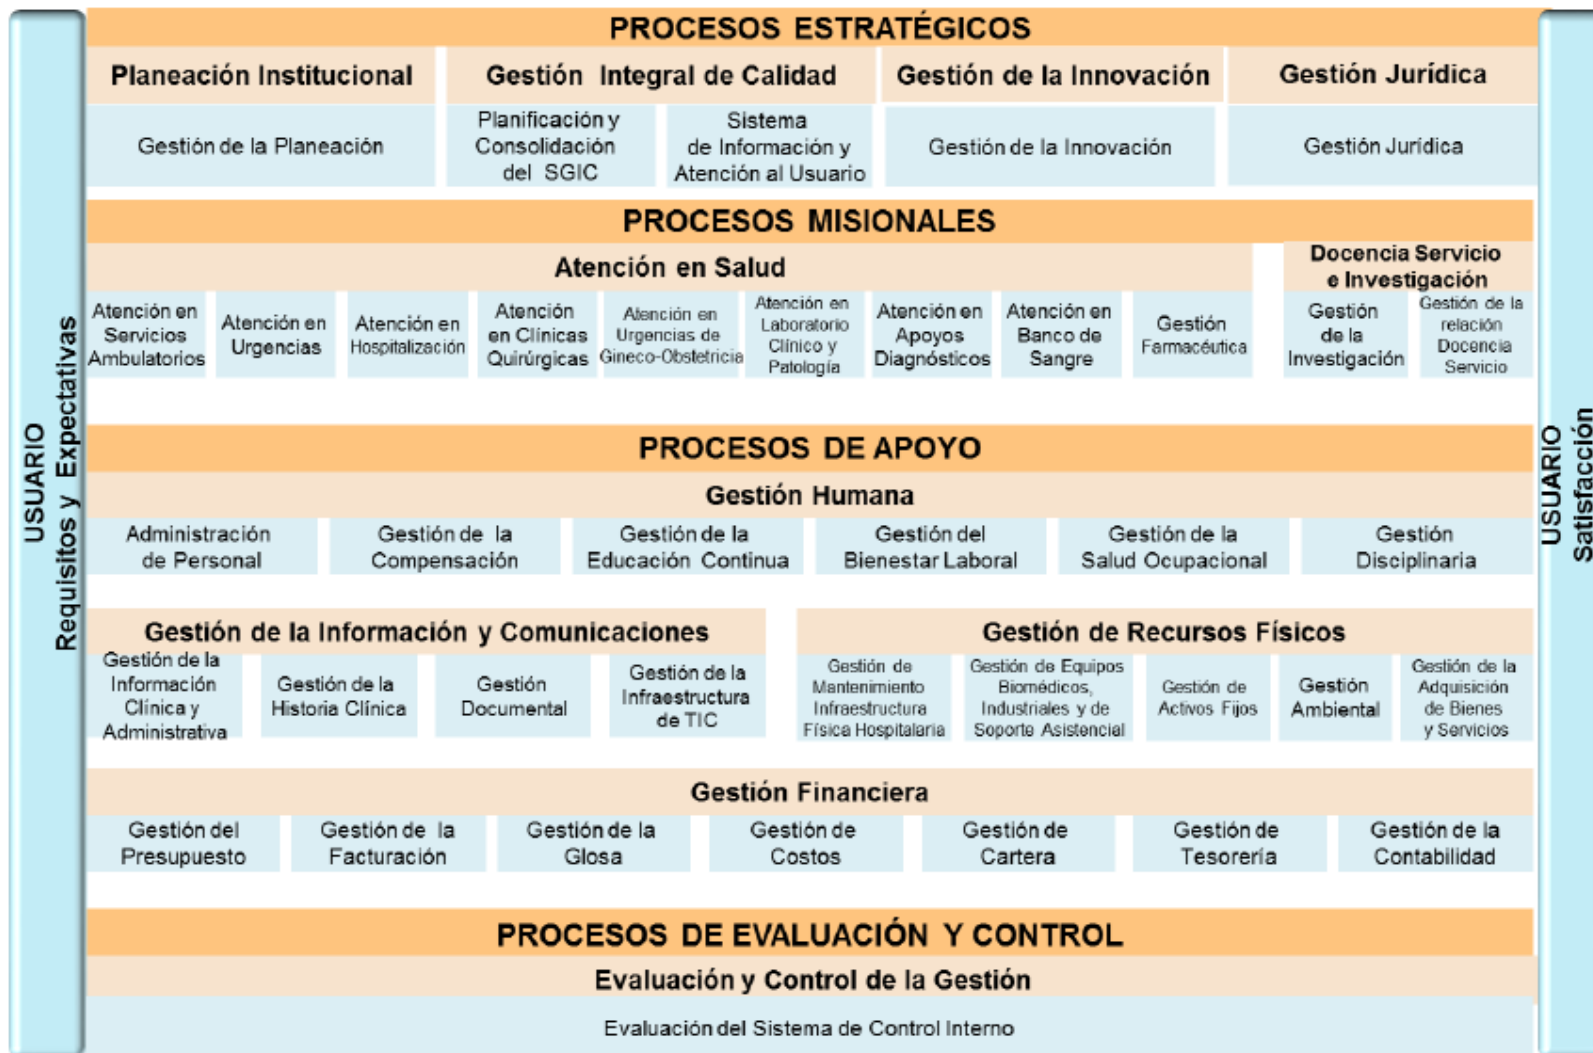 PROCESOS ESTRATÉGICOS
Planeación Institucional
Gestión Integral de Calidad
Gestión de la Innovación
Gestión Jurídica
Gestión de la Planeación
Planificación y
Consolidación
del SGIC
Sistema
de Información y
Atención al Usuario
Gestión de la Innovación
Gestión Jurídica
PROCESOS MISIONALES
Atención en Salud
Docencia Servicio
e Investigación
Atención en
Servicios
Ambulatorios
Atención en
Urgencias
Atención en
Hospitalización
Atención
en Clínicas
Quirúrgicas
Atención en
Urgencias de
Gineco-Obstetricia
Atención en
Laboratorio
Clínico y
Patología
Atención en
Apoyos
Diagnósticos
Atención en
Banco de
Sangre
Gestión
Farmacéutica
Gestión
de la
Investigación
Gestión de la
relación
Docencia
Servicio
PROCESOS DE APOYO
Gestión Humana
Administración
de Personal
Gestión de la
Compensación
Gestión de la
Educación Continua
Gestión del
Bienestar Laboral
Gestión de la
Salud Ocupacional
Gestión
Disciplinaria
Gestión de la Información y Comunicaciones
Gestión de Recursos Físicos
Gestión de la
Información
Clínica y
Administrativa
Gestión de la
Historia Clínica
Gestión
Documental
Gestión de la
Infraestructura
de TIC
Gestión de
Mantenimiento
Infraestructura
Física Hospitalaria
Gestión de Equipos
Biomédicos,
Industriales y de
Soporte Asistencial
Gestión de
Activos Fijos
Gestión
Ambiental
Gestión de la
Adquisición
de Bienes
y Servicios
Gestión Financiera
Gestión del
Presupuesto
Gestión de la
Facturación
Gestión de la
Glosa
Gestión de
Costos
Gestión de
Cartera
Gestión de
Tesorería
Gestión de la
Contabilidad
PROCESOS DE EVALUACIÓN Y CONTROL
Evaluación y Control de la Gestión
Evaluación del Sistema de Control Interno
USUARIO
Requisitos y Expectativas
USUARIO
Satisfacción